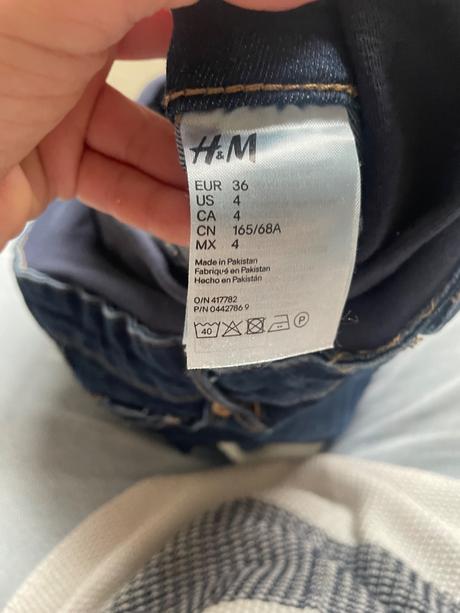 H&M
EUR 36
US 4
CA 4
CN 165/68A
MX 4
Made in Pakistan
Fabriqué en Pakistan
Hecho en Pakistán
O/N 417782
P/N 0442786 9
40 P